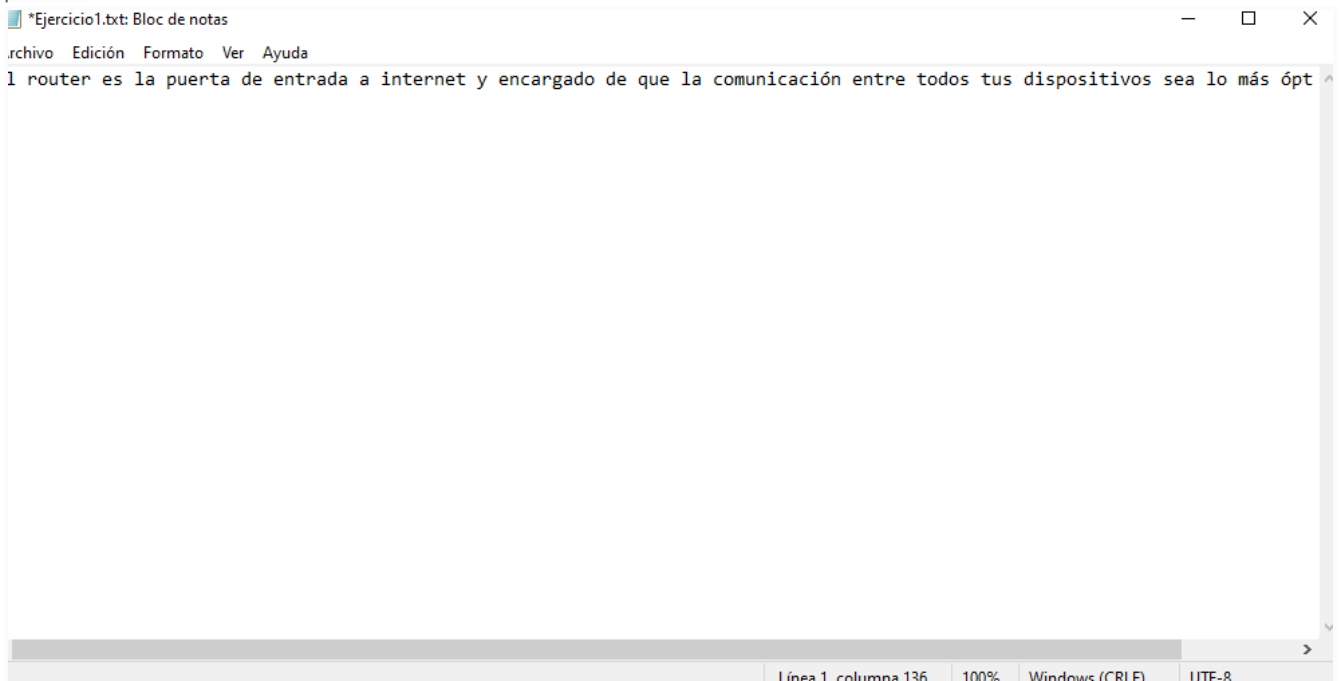 *Ejercicio1.txt: Bloc de notas
rchivo Edición Formato Ver Ayuda
l router es la puerta de entrada a internet y encargado de que la comunicación entre todos tus dispositivos sea lo más ópt
Línea 1, columna 136 100% Windows (CRLF) UTF-8